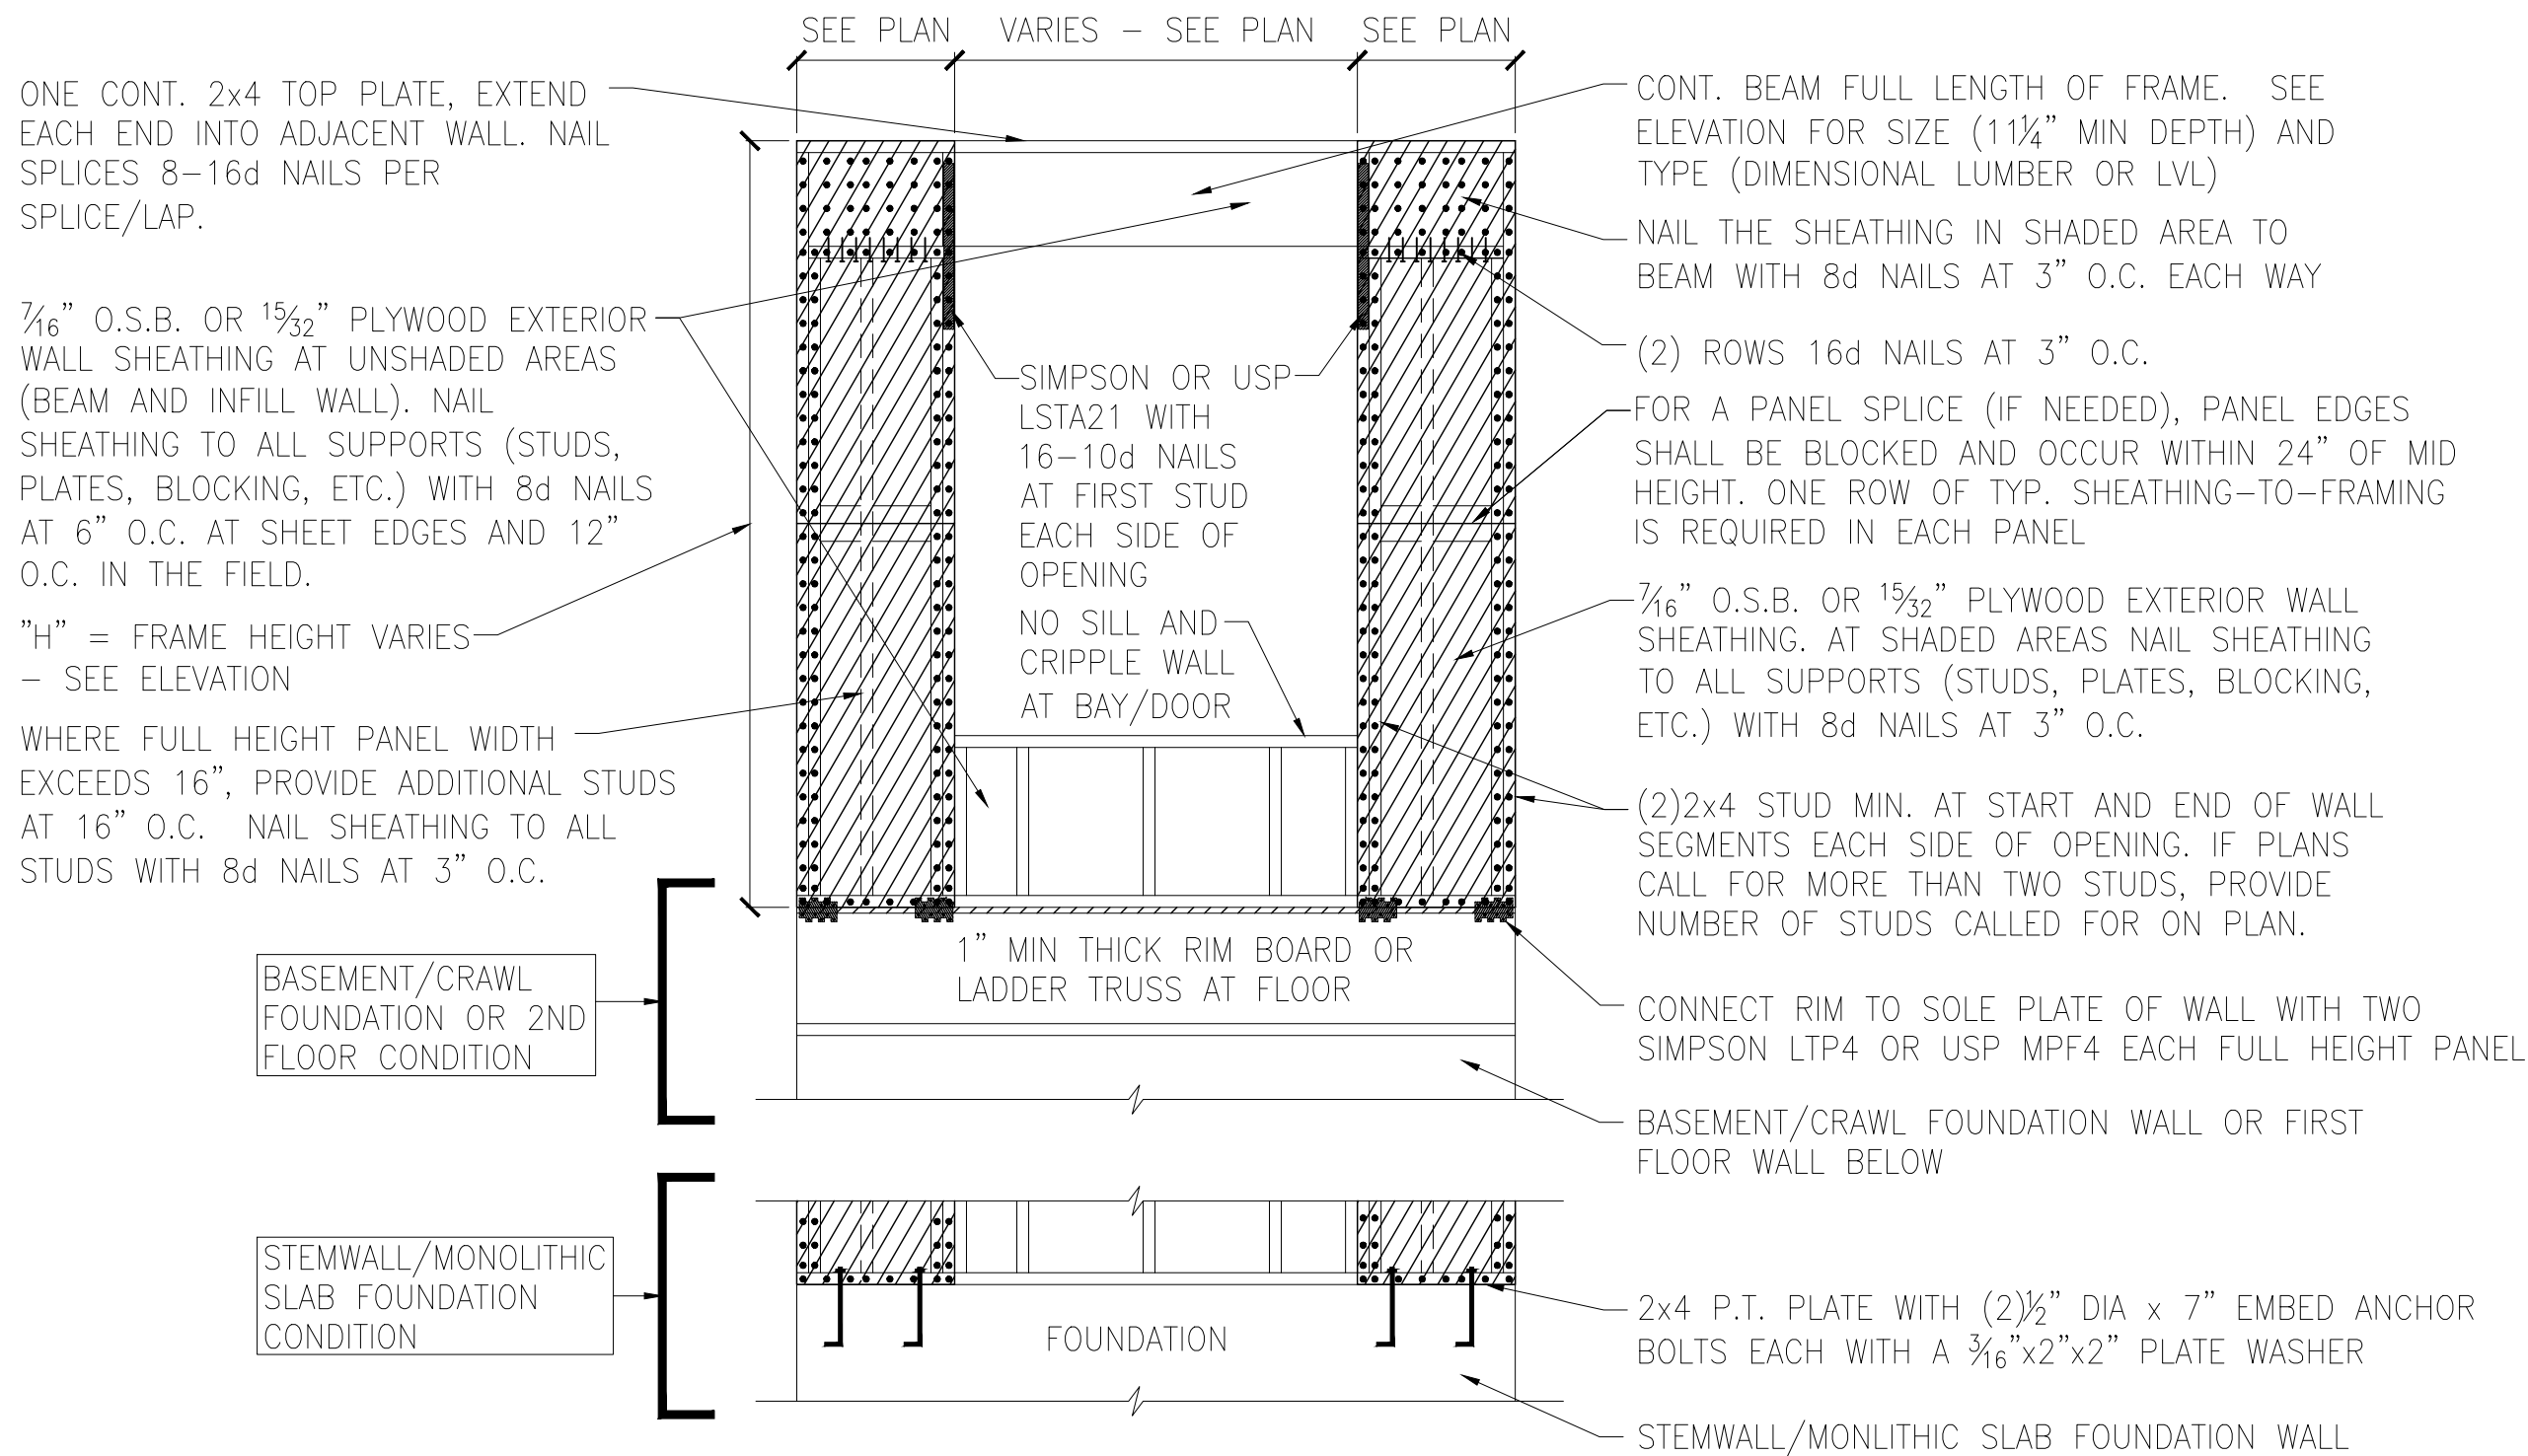 SEE PLAN
VARIES – SEE PLAN
SEE PLAN
ONE CONT. 2x4 TOP PLATE, EXTEND
EACH END INTO ADJACENT WALL. NAIL
SPLICES 8–16d NAILS PER
SPLICE/LAP.
7⁄16" O.S.B. OR 15⁄32" PLYWOOD EXTERIOR
WALL SHEATHING AT UNSHADED AREAS
(BEAM AND INFILL WALL). NAIL
SHEATHING TO ALL SUPPORTS (STUDS,
PLATES, BLOCKING, ETC.) WITH 8d NAILS
AT 6" O.C. AT SHEET EDGES AND 12"
O.C. IN THE FIELD.
"H" = FRAME HEIGHT VARIES
– SEE ELEVATION
WHERE FULL HEIGHT PANEL WIDTH
EXCEEDS 16", PROVIDE ADDITIONAL STUDS
AT 16" O.C. NAIL SHEATHING TO ALL
STUDS WITH 8d NAILS AT 3" O.C.
BASEMENT/CRAWL
FOUNDATION OR 2ND
FLOOR CONDITION
STEMWALL/MONOLITHIC
SLAB FOUNDATION
CONDITION
SIMPSON OR USP
LSTA21 WITH
16–10d NAILS
AT FIRST STUD
EACH SIDE OF
OPENING
NO SILL AND
CRIPPLE WALL
AT BAY/DOOR
1" MIN THICK RIM BOARD OR
LADDER TRUSS AT FLOOR
FOUNDATION
CONT. BEAM FULL LENGTH OF FRAME. SEE
ELEVATION FOR SIZE (11¼" MIN DEPTH) AND
TYPE (DIMENSIONAL LUMBER OR LVL)
NAIL THE SHEATHING IN SHADED AREA TO
BEAM WITH 8d NAILS AT 3" O.C. EACH WAY
(2) ROWS 16d NAILS AT 3" O.C.
FOR A PANEL SPLICE (IF NEEDED), PANEL EDGES
SHALL BE BLOCKED AND OCCUR WITHIN 24" OF MID
HEIGHT. ONE ROW OF TYP. SHEATHING–TO–FRAMING
IS REQUIRED IN EACH PANEL
7⁄16" O.S.B. OR 15⁄32" PLYWOOD EXTERIOR WALL
SHEATHING. AT SHADED AREAS NAIL SHEATHING
TO ALL SUPPORTS (STUDS, PLATES, BLOCKING,
ETC.) WITH 8d NAILS AT 3" O.C.
(2)2x4 STUD MIN. AT START AND END OF WALL
SEGMENTS EACH SIDE OF OPENING. IF PLANS
CALL FOR MORE THAN TWO STUDS, PROVIDE
NUMBER OF STUDS CALLED FOR ON PLAN.
CONNECT RIM TO SOLE PLATE OF WALL WITH TWO
SIMPSON LTP4 OR USP MPF4 EACH FULL HEIGHT PANEL
BASEMENT/CRAWL FOUNDATION WALL OR FIRST
FLOOR WALL BELOW
2x4 P.T. PLATE WITH (2)½" DIA x 7" EMBED ANCHOR
BOLTS EACH WITH A 3⁄16"x2"x2" PLATE WASHER
STEMWALL/MONLITHIC SLAB FOUNDATION WALL